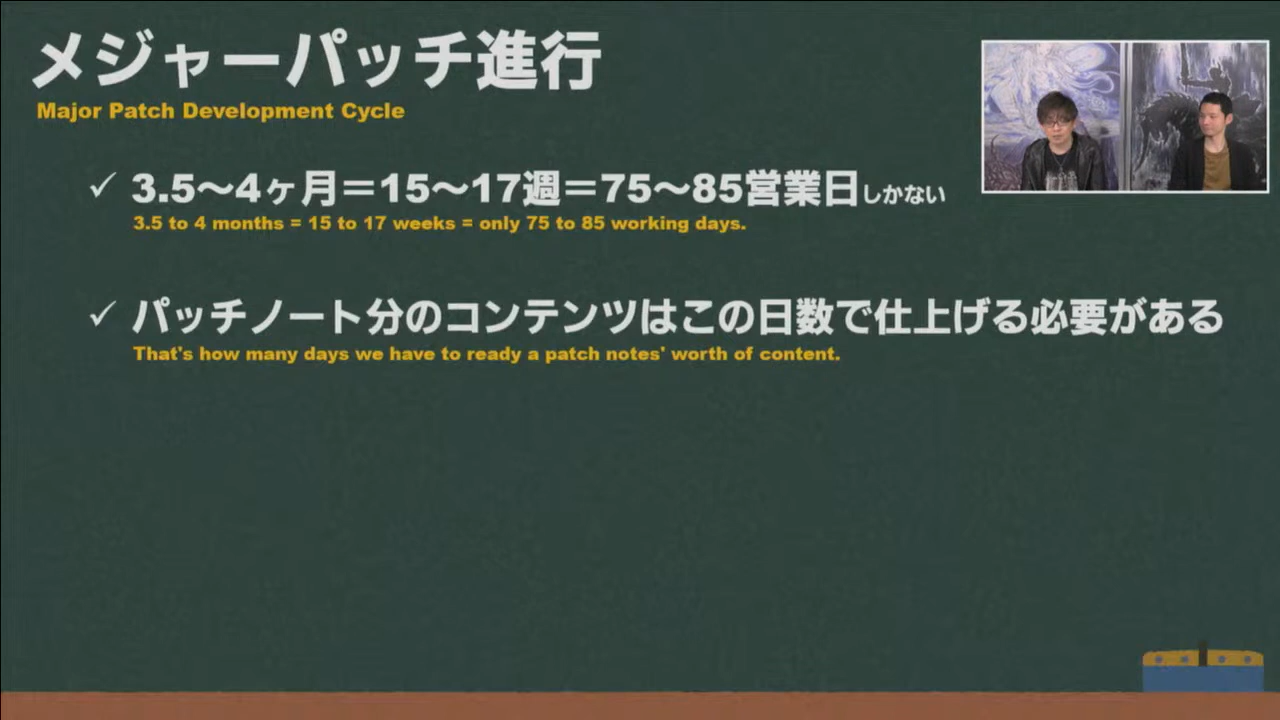 メジャーパッチ進行
Major Patch Development Cycle
✓ 3.5～4ヶ月＝15～17週＝75～85営業日しかない
3.5 to 4 months = 15 to 17 weeks = only 75 to 85 working days.
✓ パッチノート分のコンテンツはこの日数で仕上げる必要がある
That's how many days we have to ready a patch notes' worth of content.